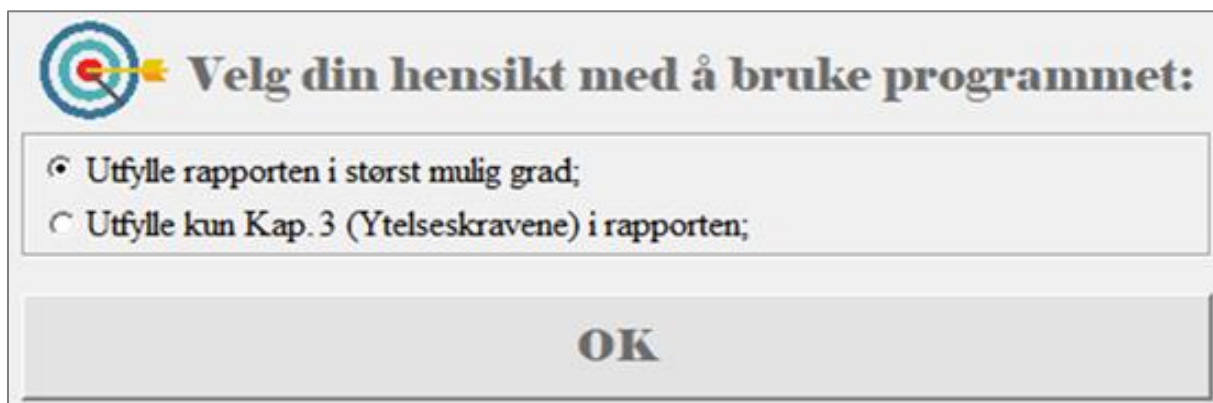 Velg din hensikt med å bruke programmet:
Utfylle rapporten i størst mulig grad;
Utfylle kun Kap. 3 (Ytelseskravene) i rapporten;
OK